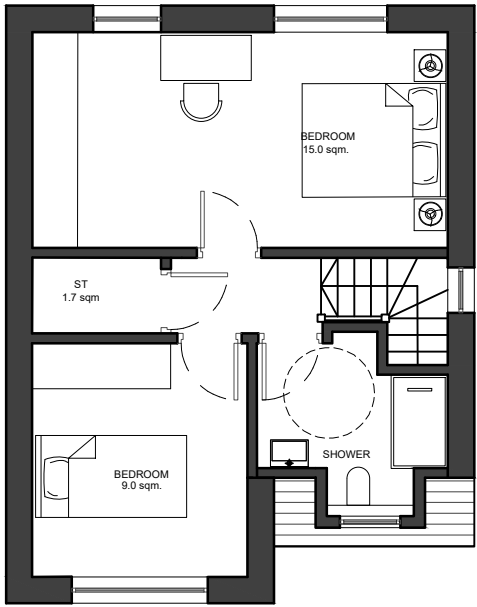 BEDROOM
15.0 sqm.
ST
1.7 sqm
SHOWER
BEDROOM
9.0 sqm.